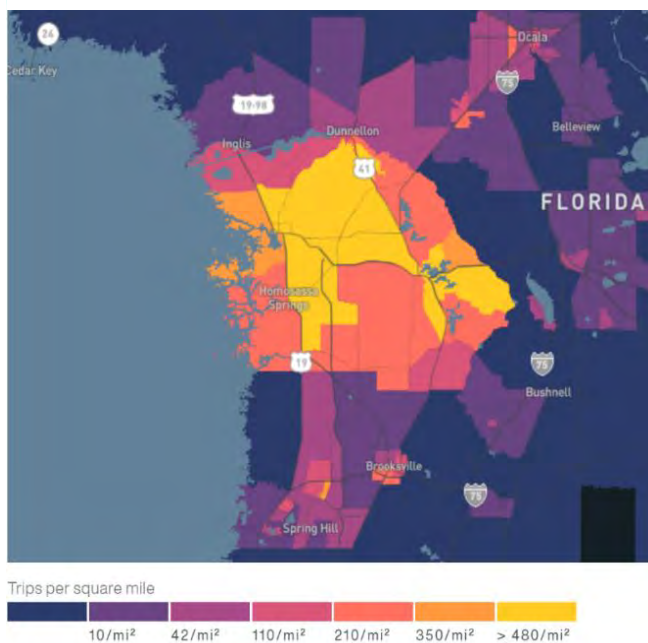 24
Cedar Key
Ocala
75
19-98
Dunnellon
Belleview
Inglis
41
FLORIDA
Homosassa
Springs
19
75
Bushnell
Brooksville
75
Spring Hill
Trips per square mile
10/mi² 42/mi² 110/mi² 210/mi² 350/mi² > 480/mi²